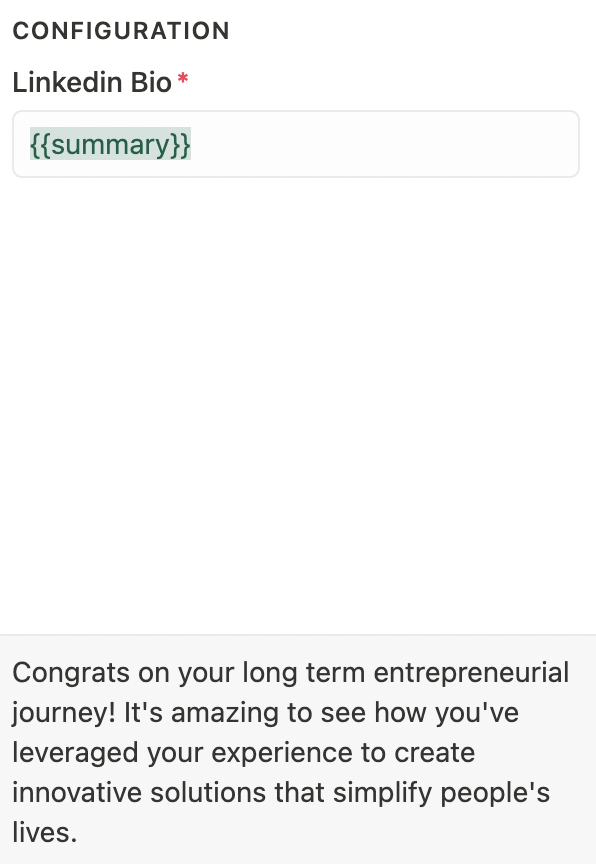 CONFIGURATION
Linkedin Bio *
{{summary}}
Congrats on your long term entrepreneurial
journey! It's amazing to see how you've
leveraged your experience to create
innovative solutions that simplify people's
lives.